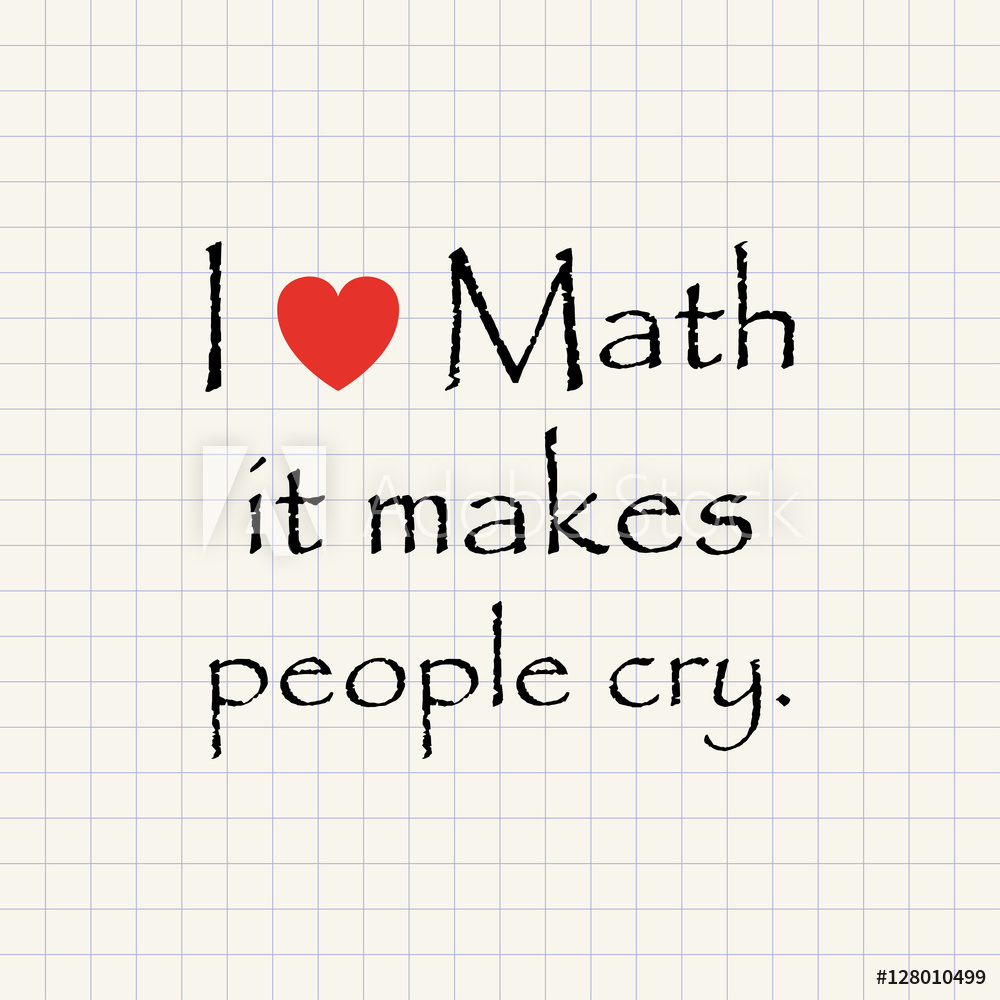 I ❤ Math
it makes
Adobe Stock
people cry.
#128010499